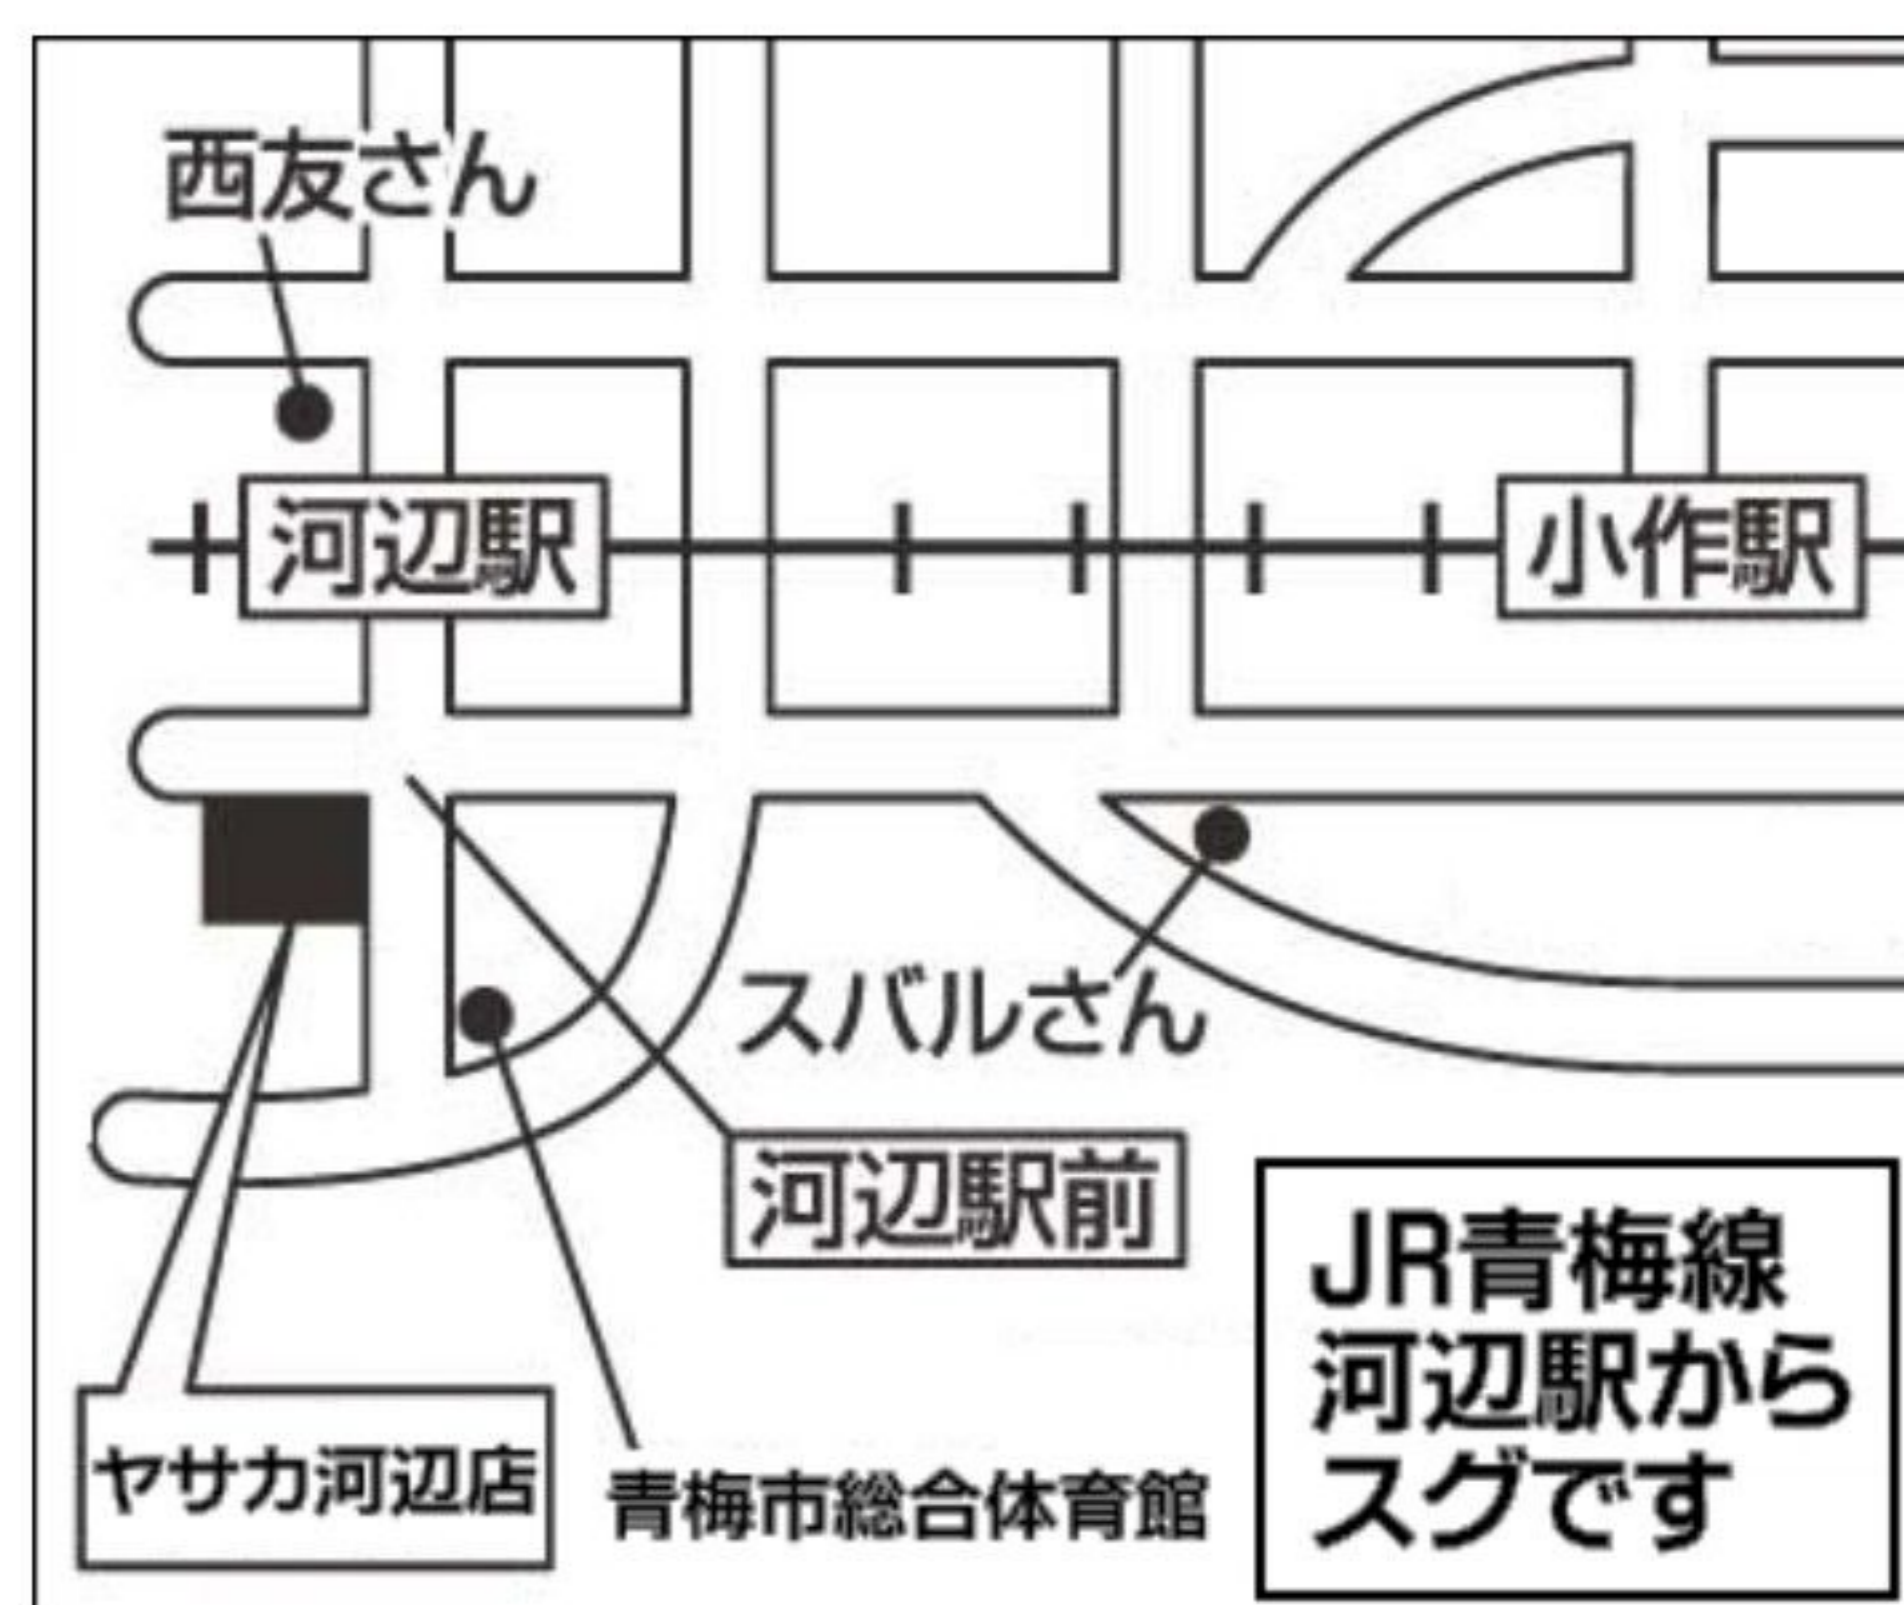 西友さん
河辺駅
小作駅
スバルさん
河辺駅前
JR青梅線
河辺駅から
スグです
ヤサカ河辺店
青梅市総合体育館